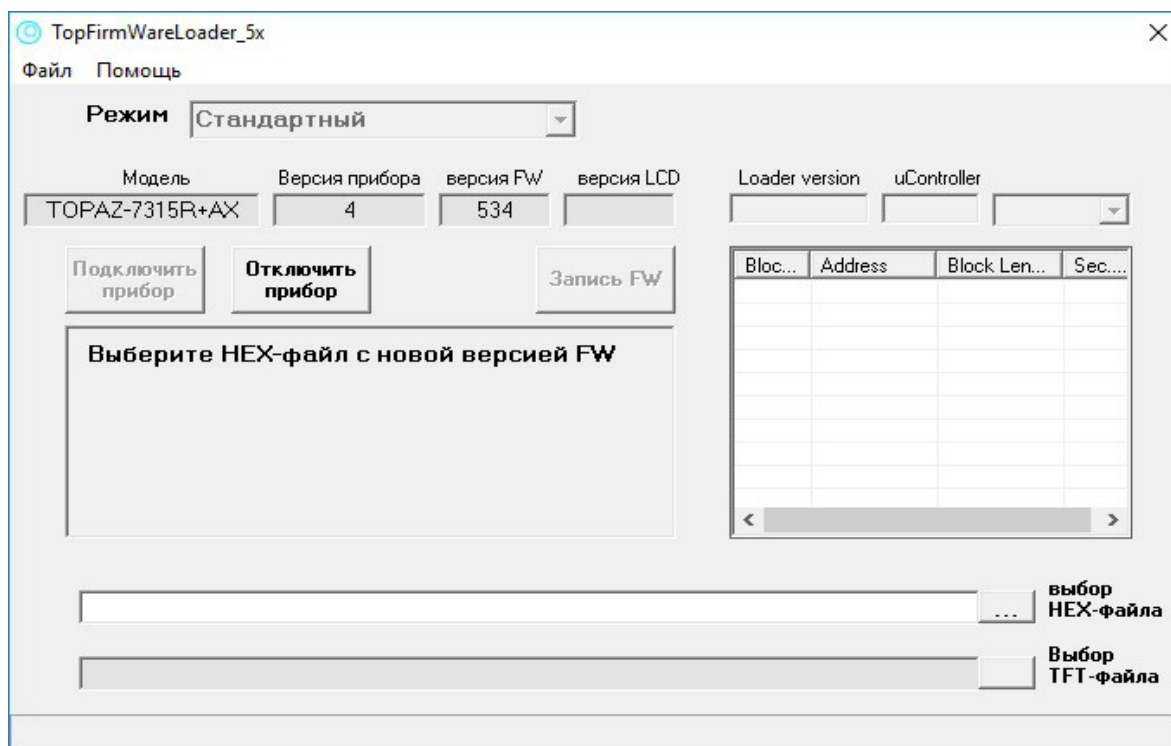 TopFirmWareLoader_5x
Файл Помощь
Режим Стандартный
Модель Версия прибора версия FW версия LCD Loader version uController
TOPAZ-7315R+AX 4 534
Подключить прибор
Отключить прибор
Запись FW
Bloc... Address Block Len... Sec....
Выберите HEX-файл с новой версией FW
...
выбор
HEX-файла
Выбор
TFT-файла